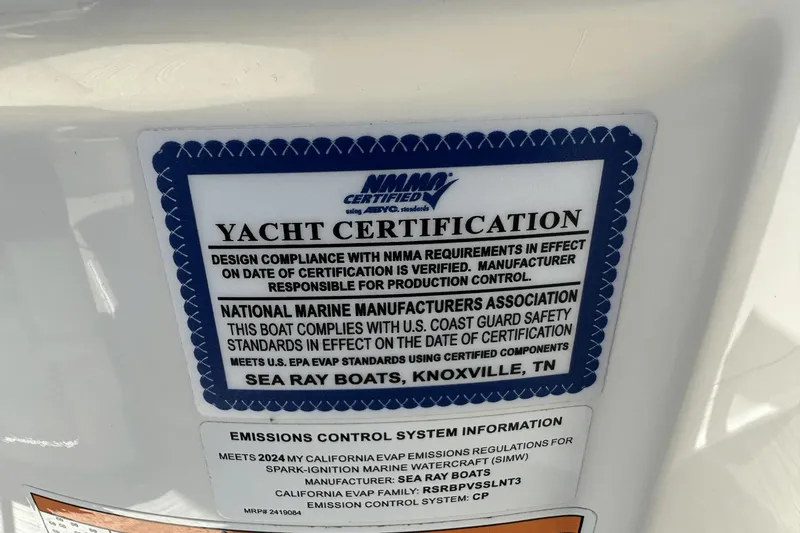 NMMA
CERTIFIED
using ABYC. standards
YACHT CERTIFICATION
DESIGN COMPLIANCE WITH NMMA REQUIREMENTS IN EFFECT
ON DATE OF CERTIFICATION IS VERIFIED. MANUFACTURER
RESPONSIBLE FOR PRODUCTION CONTROL.
NATIONAL MARINE MANUFACTURERS ASSOCIATION
THIS BOAT COMPLIES WITH U.S. COAST GUARD SAFETY
STANDARDS IN EFFECT ON THE DATE OF CERTIFICATION
MEETS U.S. EPA EVAP STANDARDS USING CERTIFIED COMPONENTS
SEA RAY BOATS, KNOXVILLE, TN
EMISSIONS CONTROL SYSTEM INFORMATION
MEETS 2024 MY CALIFORNIA EVAP EMISSIONS REGULATIONS FOR
SPARK-IGNITION MARINE WATERCRAFT (SIMW)
MANUFACTURER: SEA RAY BOATS
CALIFORNIA EVAP FAMILY: RSRBPVSSLNT3
EMISSION CONTROL SYSTEM: CP
MRP# 2419084